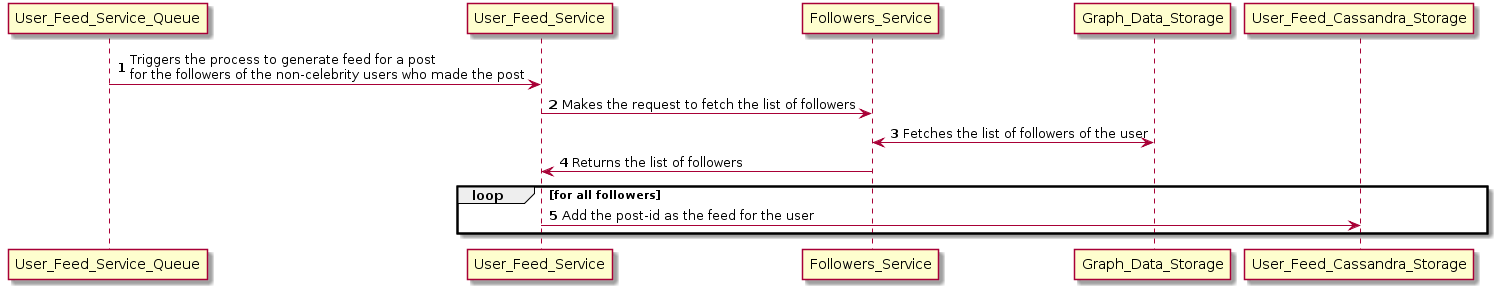 User_Feed_Service_Queue
User_Feed_Service
Followers_Service
Graph_Data_Storage
User_Feed_Cassandra_Storage
1 Triggers the process to generate feed for a post
for the followers of the non-celebrity users who made the post
2 Makes the request to fetch the list of followers
3 Fetches the list of followers of the user
4 Returns the list of followers
loop [for all followers]
5 Add the post-id as the feed for the user
User_Feed_Service_Queue
User_Feed_Service
Followers_Service
Graph_Data_Storage
User_Feed_Cassandra_Storage